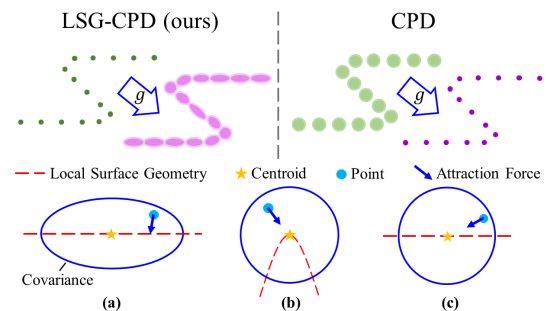 LSG-CPD (ours)
CPD
g
g
Local Surface Geometry
Centroid
Point
Attraction Force
Covariance
(a)
(b)
(c)